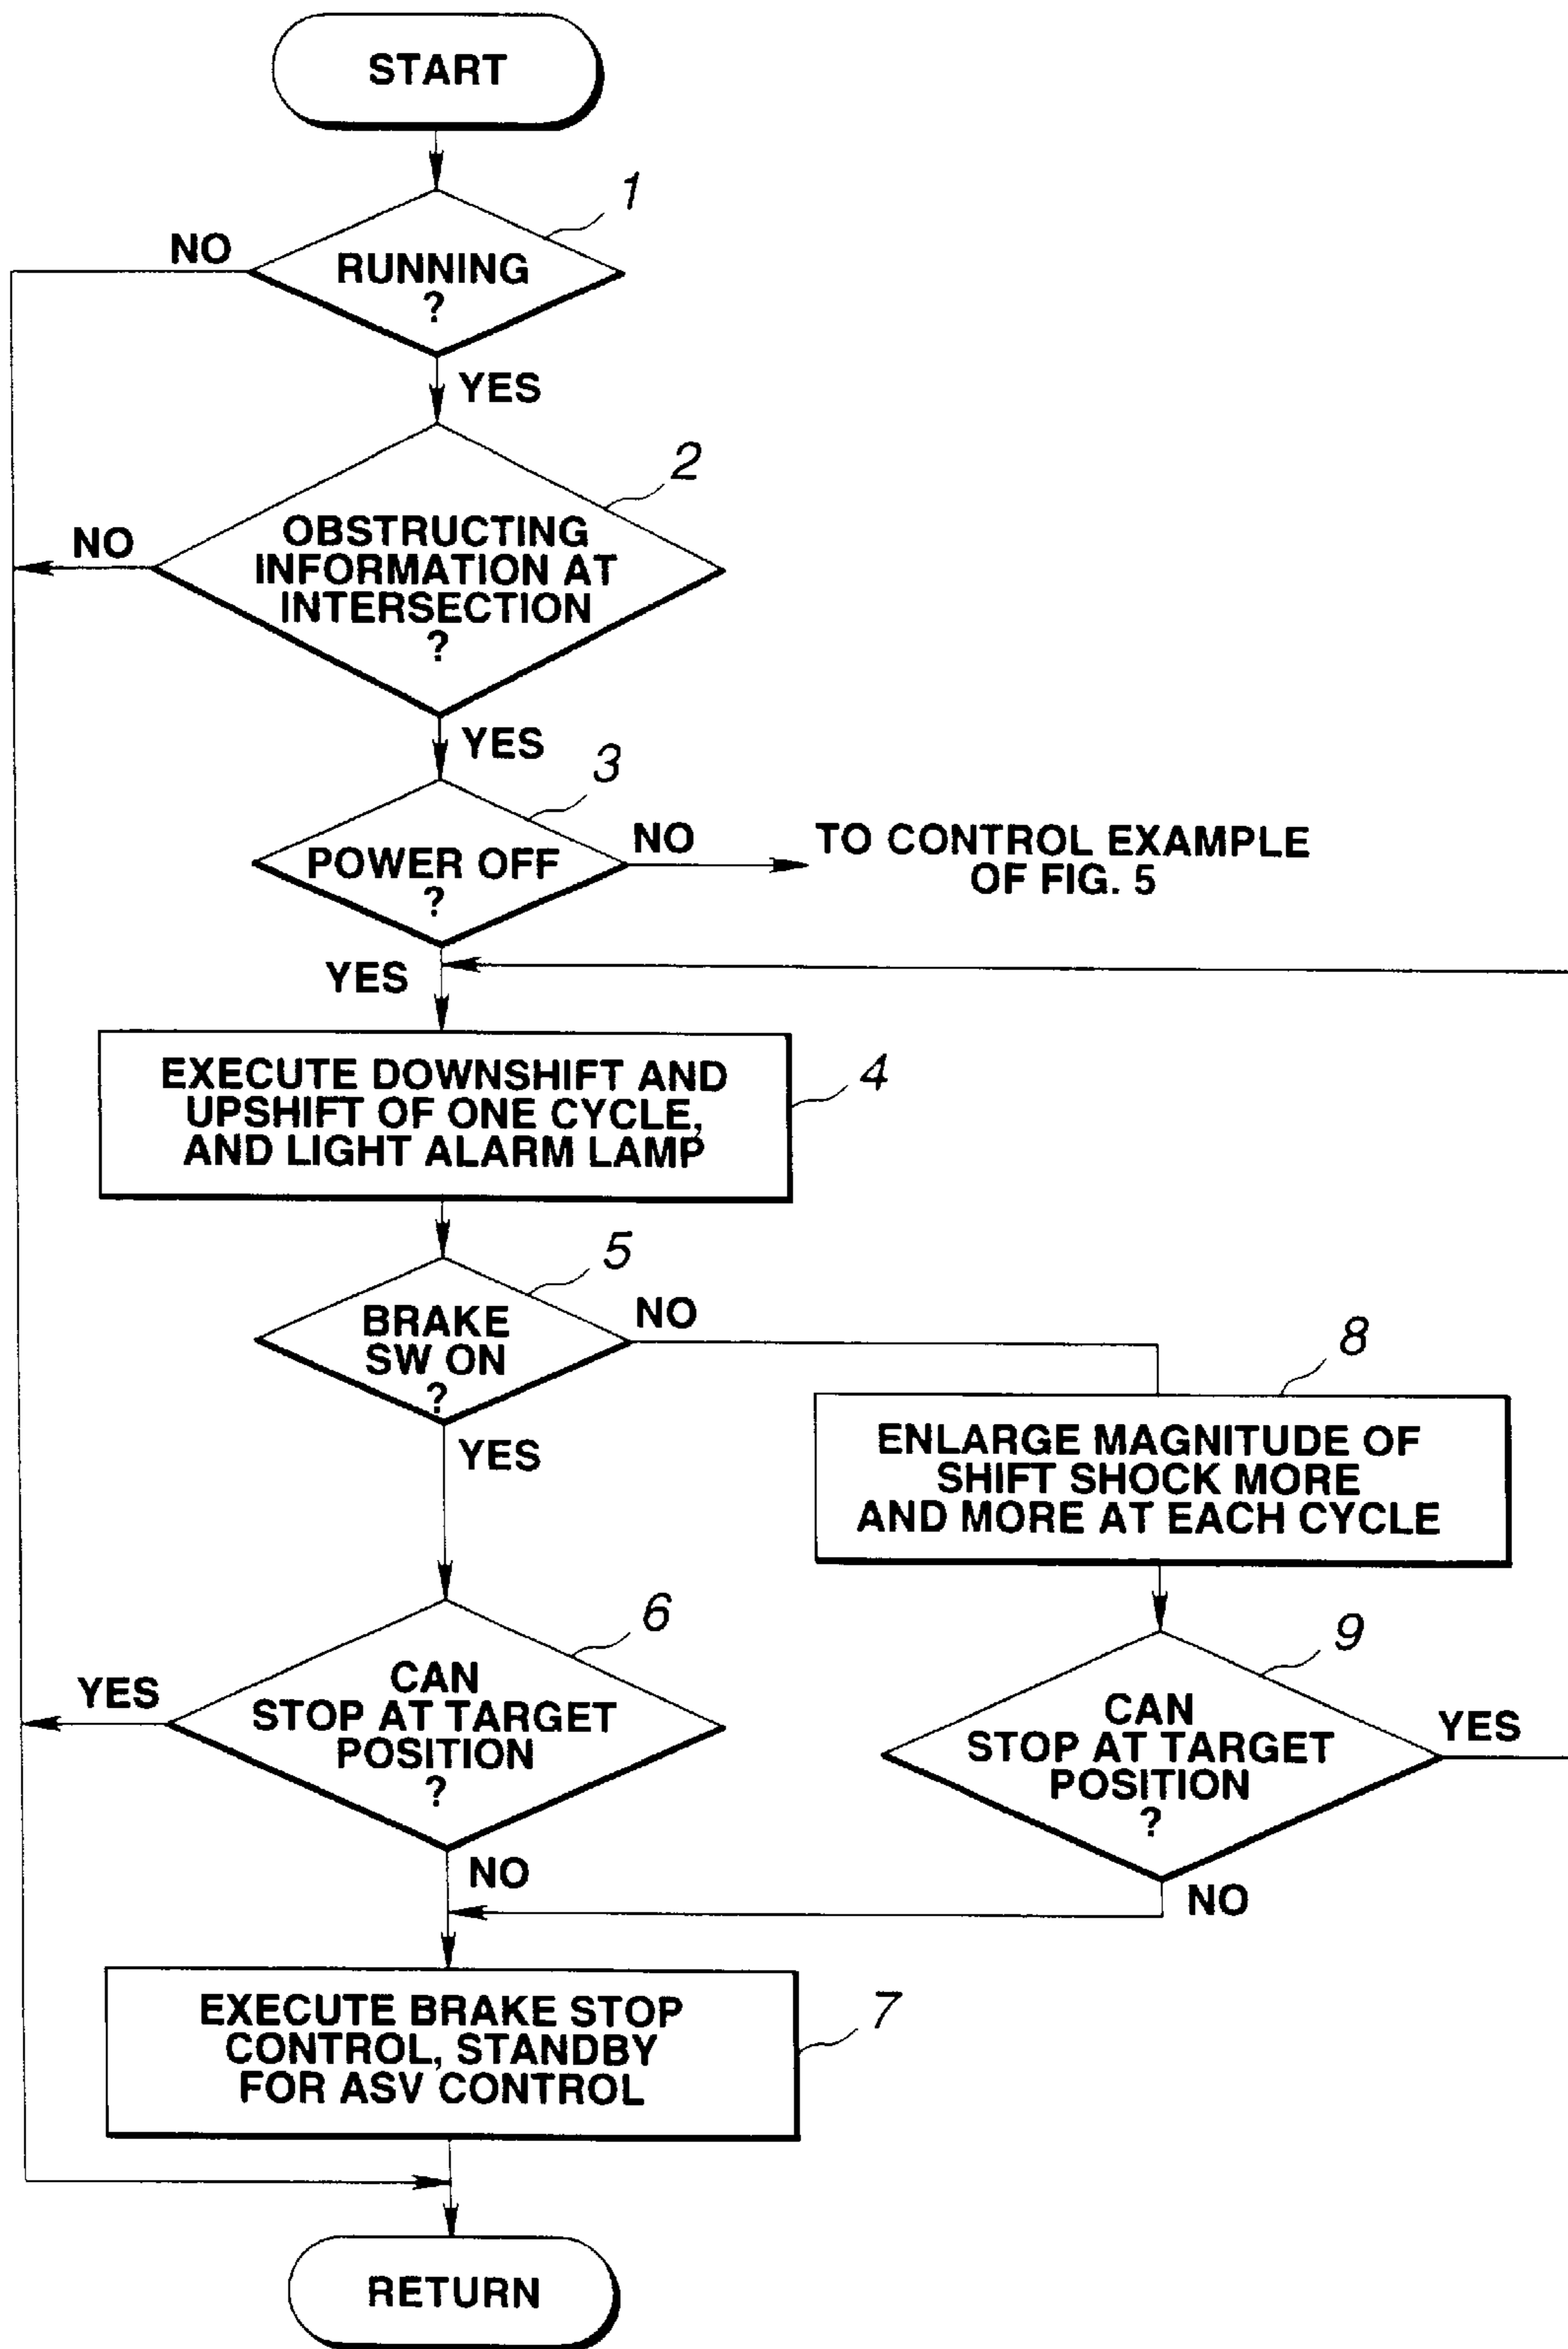 START
1
NO
RUNNING
?
YES
2
NO
OBSTRUCTING
INFORMATION AT
INTERSECTION
?
YES
3
POWER OFF
?
NO
TO CONTROL EXAMPLE
OF FIG. 5
YES
EXECUTE DOWNSHIFT AND
UPSHIFT OF ONE CYCLE,
AND LIGHT ALARM LAMP
4
5
BRAKE
SW ON
?
NO
YES
8
ENLARGE MAGNITUDE OF
SHIFT SHOCK MORE
AND MORE AT EACH CYCLE
6
YES
CAN
STOP AT TARGET
POSITION
?
NO
9
CAN
STOP AT TARGET
POSITION
?
YES
NO
EXECUTE BRAKE STOP
CONTROL, STANDBY
FOR ASV CONTROL
7
RETURN